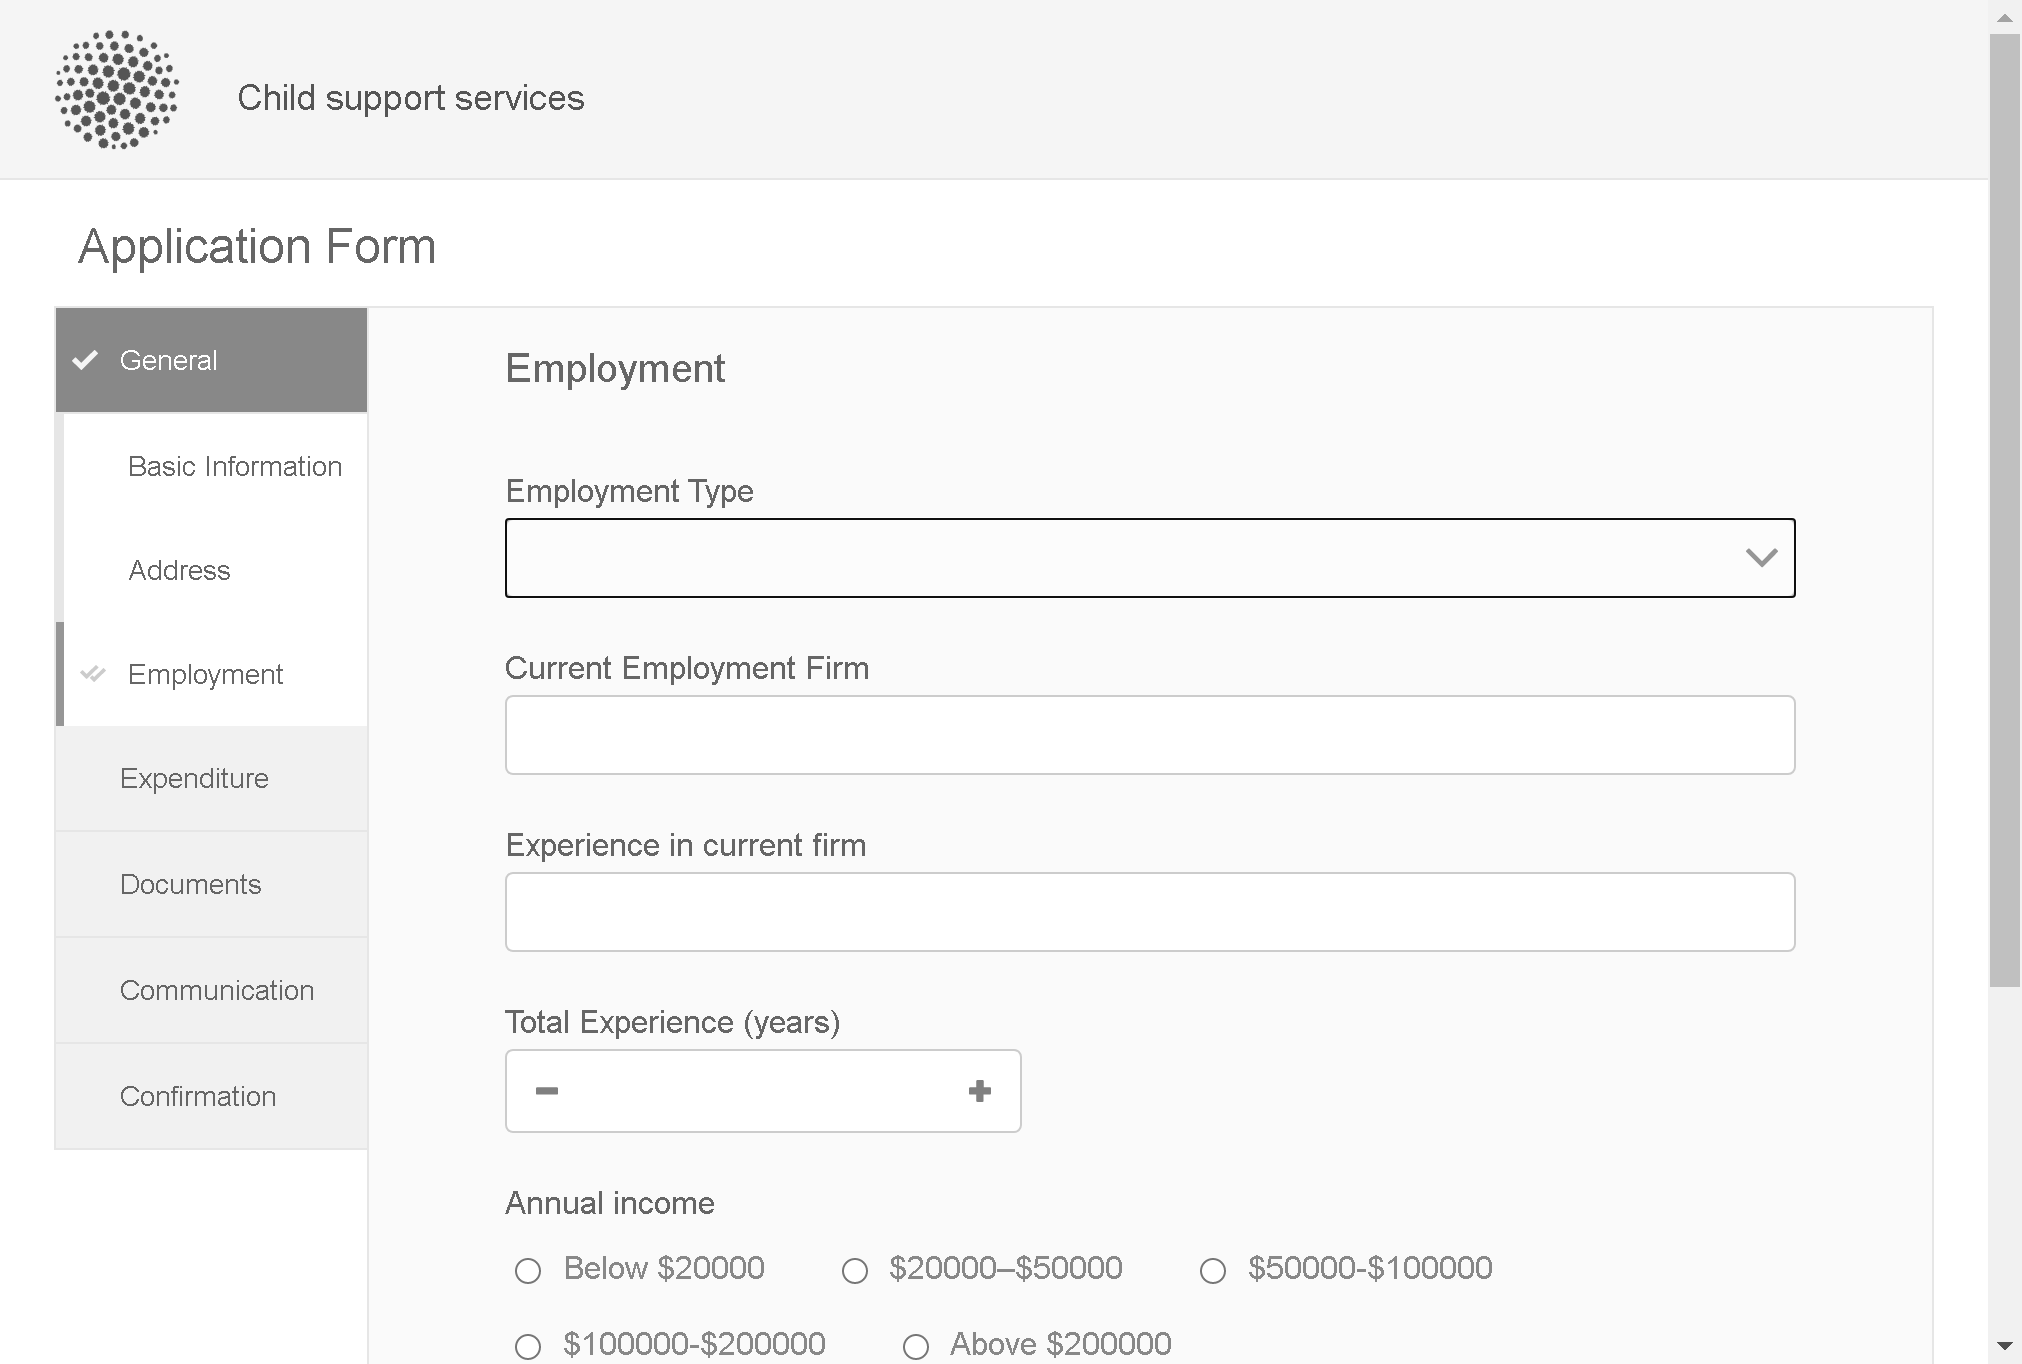 Child support services
Application Form
General
Basic Information
Address
Employment
Expenditure
Documents
Communication
Confirmation
Employment
Employment Type
Current Employment Firm
Experience in current firm
Total Experience (years)
Annual income
Below $20000
$20000–$50000
$50000-$100000
$100000-$200000
Above $200000